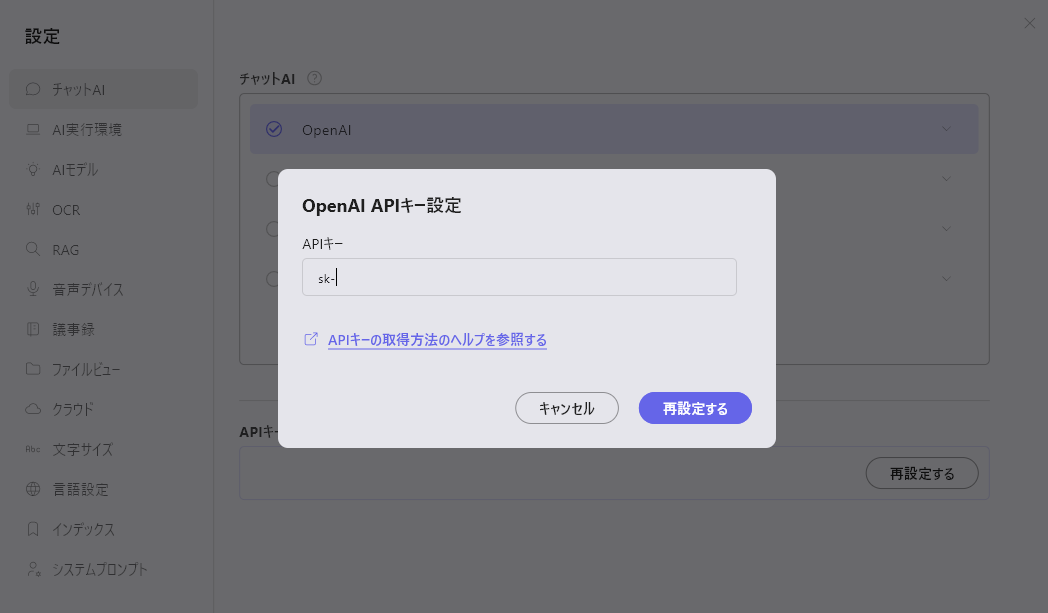 設定
チャットAI
AI実行環境
AIモデル
OCR
RAG
音声デバイス
議事録
ファイルビュー
クラウド
Abc 文字サイズ
言語設定
インデックス
システムプロンプト
チャットAI ?
OpenAI
OpenAI APIキー設定
APIキー
sk-
APIキーの取得方法のヘルプを参照する
キャンセル
再設定する
APIキ
再設定する